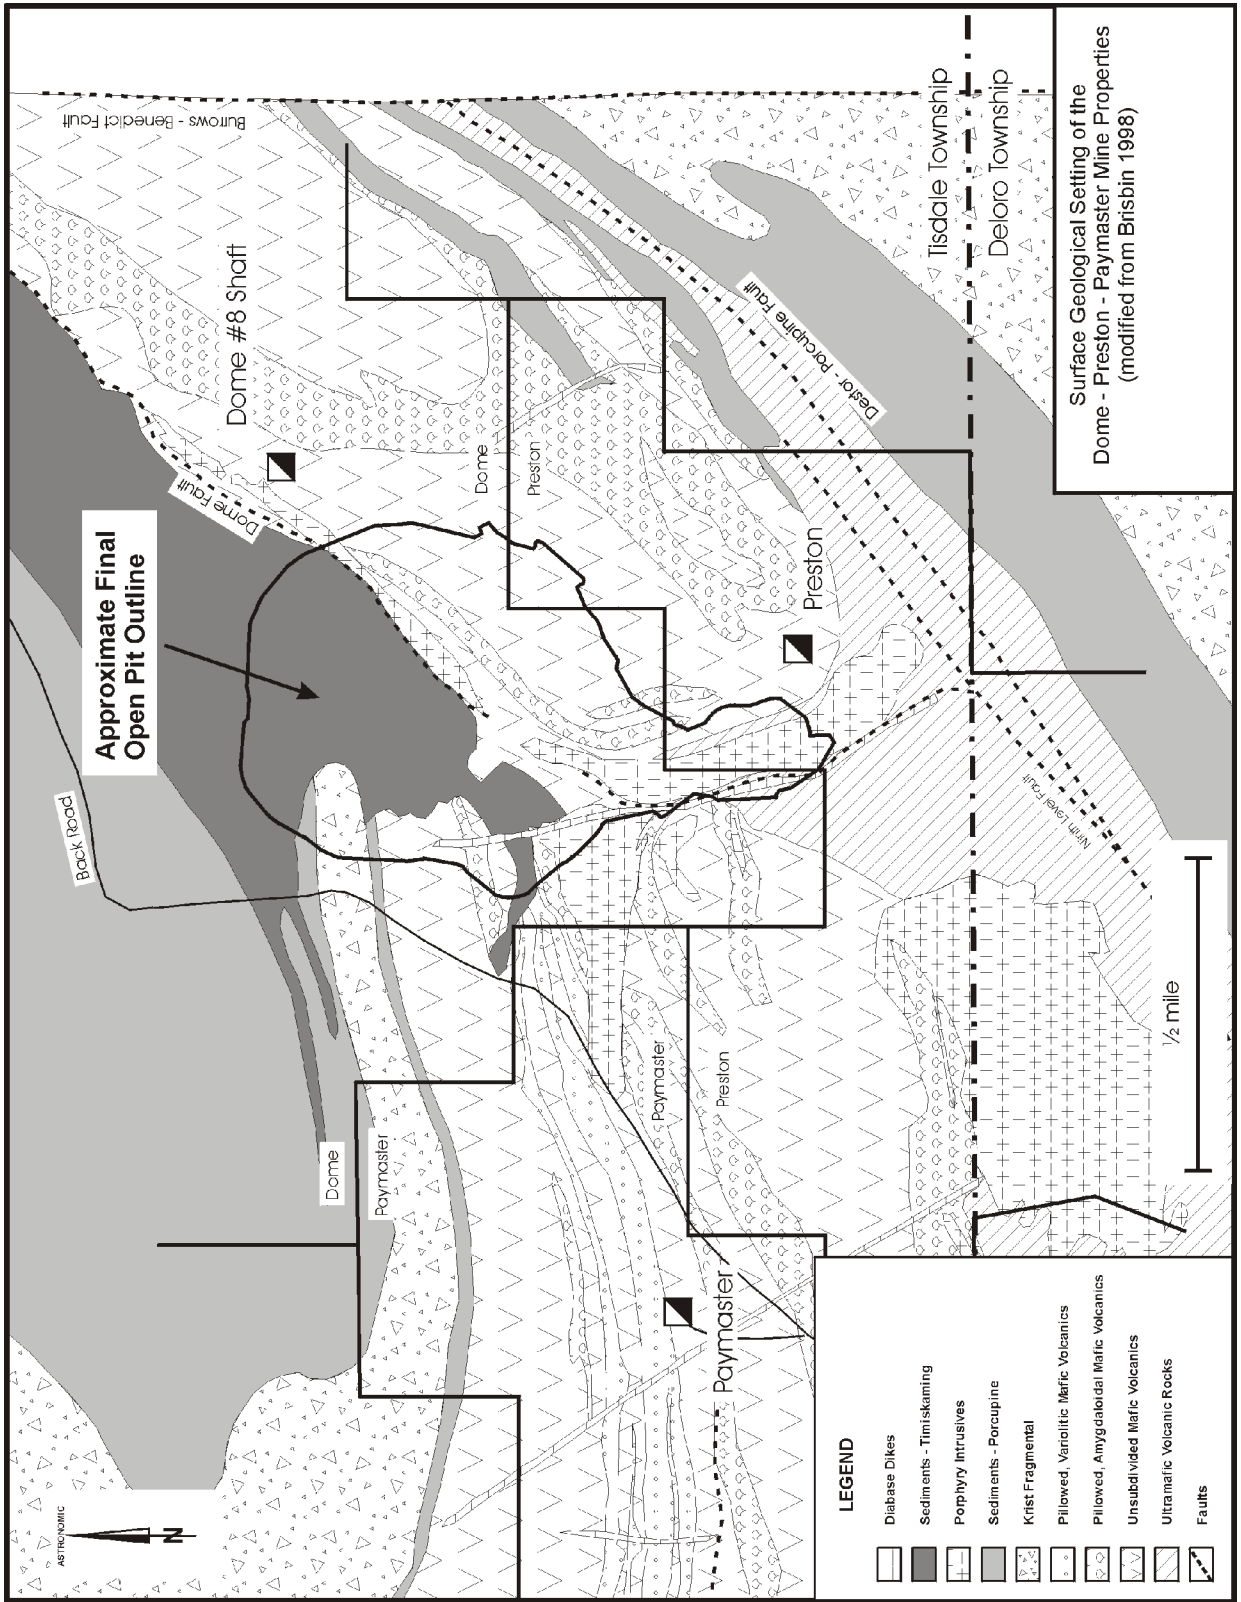 Surface Geological Setting of the
Dome - Preston - Paymaster Mine Properties
(modified from Brisbin 1998)
Burrows - Benedict Fault
Tisdale Township
Deloro Township
Dome #8 Shaft
Destor - Porcupine Fault
Dome Fault
Dome
Preston
Approximate Final
Open Pit Outline
Preston
Back Road
Ninth Level Fault
½ mile
Dome
Paymaster
Paymaster
Preston
Paymaster
ASTRONOMIC
N
LEGEND
Diabase Dikes
Sediments - Timiskaming
Porphyry Intrusives
Sediments - Porcupine
Krist Fragmental
Pillowed, Variolitic Mafic Volcanics
Pillowed, Amygdaloidal Mafic Volcanics
Unsubdivided Mafic Volcanics
Ultramafic Volcanic Rocks
Faults